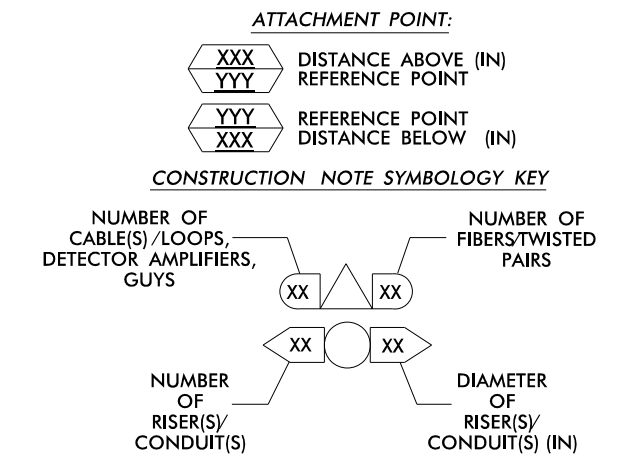 ATTACHMENT POINT:
XXX
YYY
DISTANCE ABOVE (IN)
REFERENCE POINT
YYY
XXX
REFERENCE POINT
DISTANCE BELOW (IN)
CONSTRUCTION NOTE SYMBOLOGY KEY
NUMBER OF
CABLE(S)/LOOPS,
DETECTOR AMPLIFIERS,
GUYS
NUMBER OF
FIBERS/TWISTED
PAIRS
XX
XX
XX
XX
NUMBER
OF
RISER(S)/
CONDUIT(S)
DIAMETER
OF
RISER(S)/
CONDUIT(S) (IN)